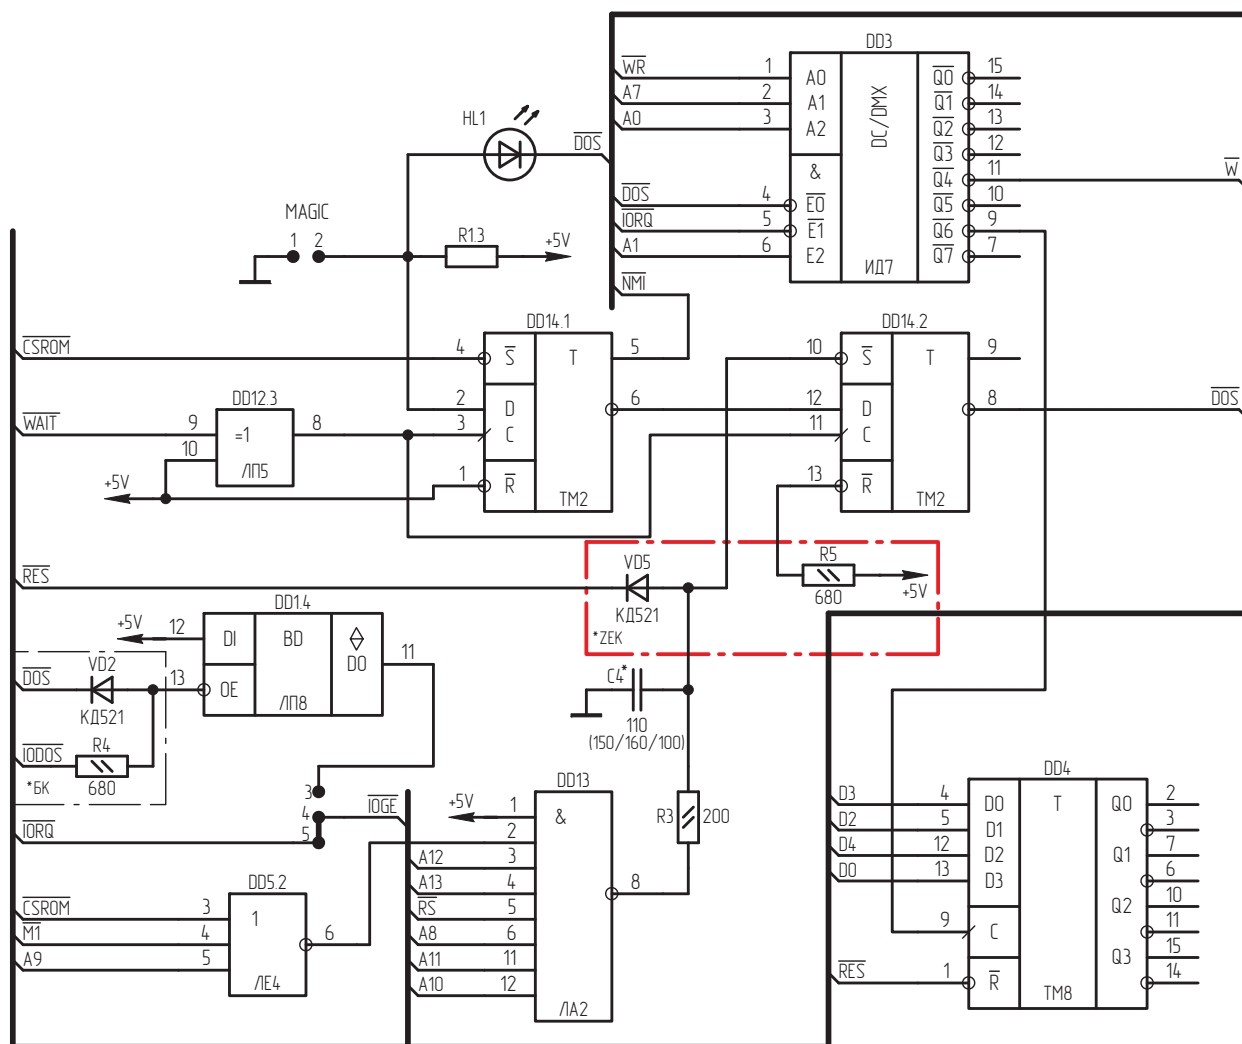 DD3
WR 1 A0 DC/DMX Q0 15
A7 2 A1 Q1 14
A0 3 A2 Q2 13
Q3 12
HL1 DOS & Q4 11 W
DOS 4 E0 Q5 10
IORQ 5 E1 Q6 9
A1 6 E2 ИД7 Q7 7
MAGIC
1 2 R1.3 +5V
NMI
DD14.1 DD14.2
CSROM 4 S T 5 10 S T 9
DD12.3 2 D 6 12 D 8 DOS
WAIT 9 =1 8 3 C 11 C
10 ЛП5
+5V 1 R ТМ2 13 R ТМ2
RES VD5 R5
КД521 680 +5V
*ZEK
DD1.4
+5V 12 DI BD DO 11
VD2
DOS 13 OE ЛП8
КД521
C4*
110
(150/160/100)
R4
IODOS
*БК 680
3
4 IOGE
IORQ 5
DD13
+5V 1 &
2
A12 3
A13 4 8
RS 5
A8 6
A11 11
A10 12
ЛА2
R3 200
DD5.2
CSROM 3 1
M1 4 6
A9 5
ЛЕ4
DD4
D3 4 D0 T Q0 2
D2 5 D1 3
D4 12 D2 Q1 7
D0 13 D3 6
Q2 10
9 C 11
Q3 15
RES 1 R ТМ8 14